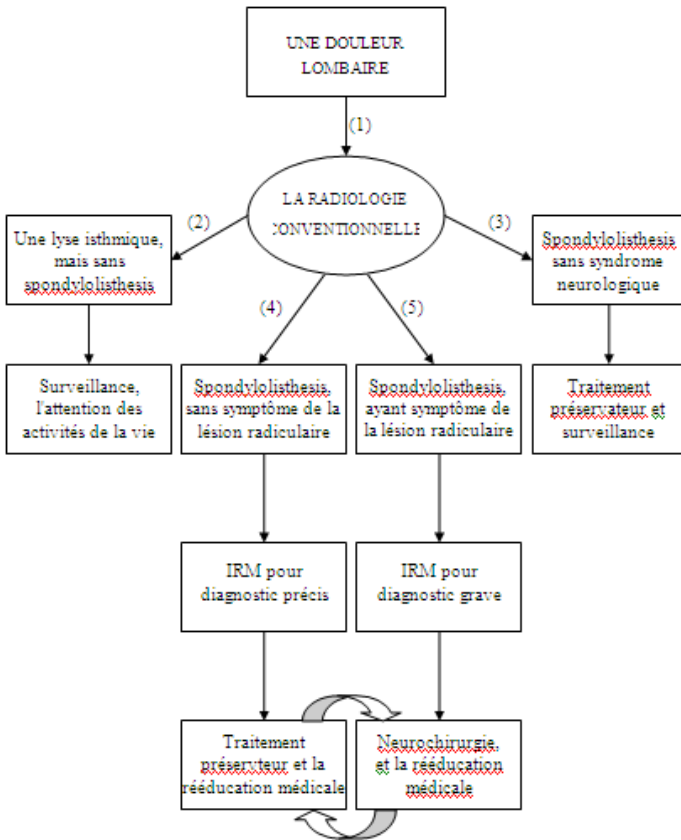 UNE DOULEUR
LOMBAIRE
(1)
LA RADIOLOGIE
CONVENTIONNELLE
(2)
(3)
Une lyse isthmique,
mais sans
spondylolisthesis
Spondylolisthesis
sans syndrome
neurologique
(4)
(5)
Surveillance,
l'attention des
activités de la vie
Spondylolisthesis,
sans symptôme de la
lésion radiculaire
Spondylolisthesis,
ayant symptôme de
la lésion radiculaire
Traitement
préservateur et
surveillance
IRM pour
diagnostic précis
IRM pour
diagnostic grave
Traitement
préservteur et la
rééducation médicale
Neurochirurgie,
et la rééducation
médicale